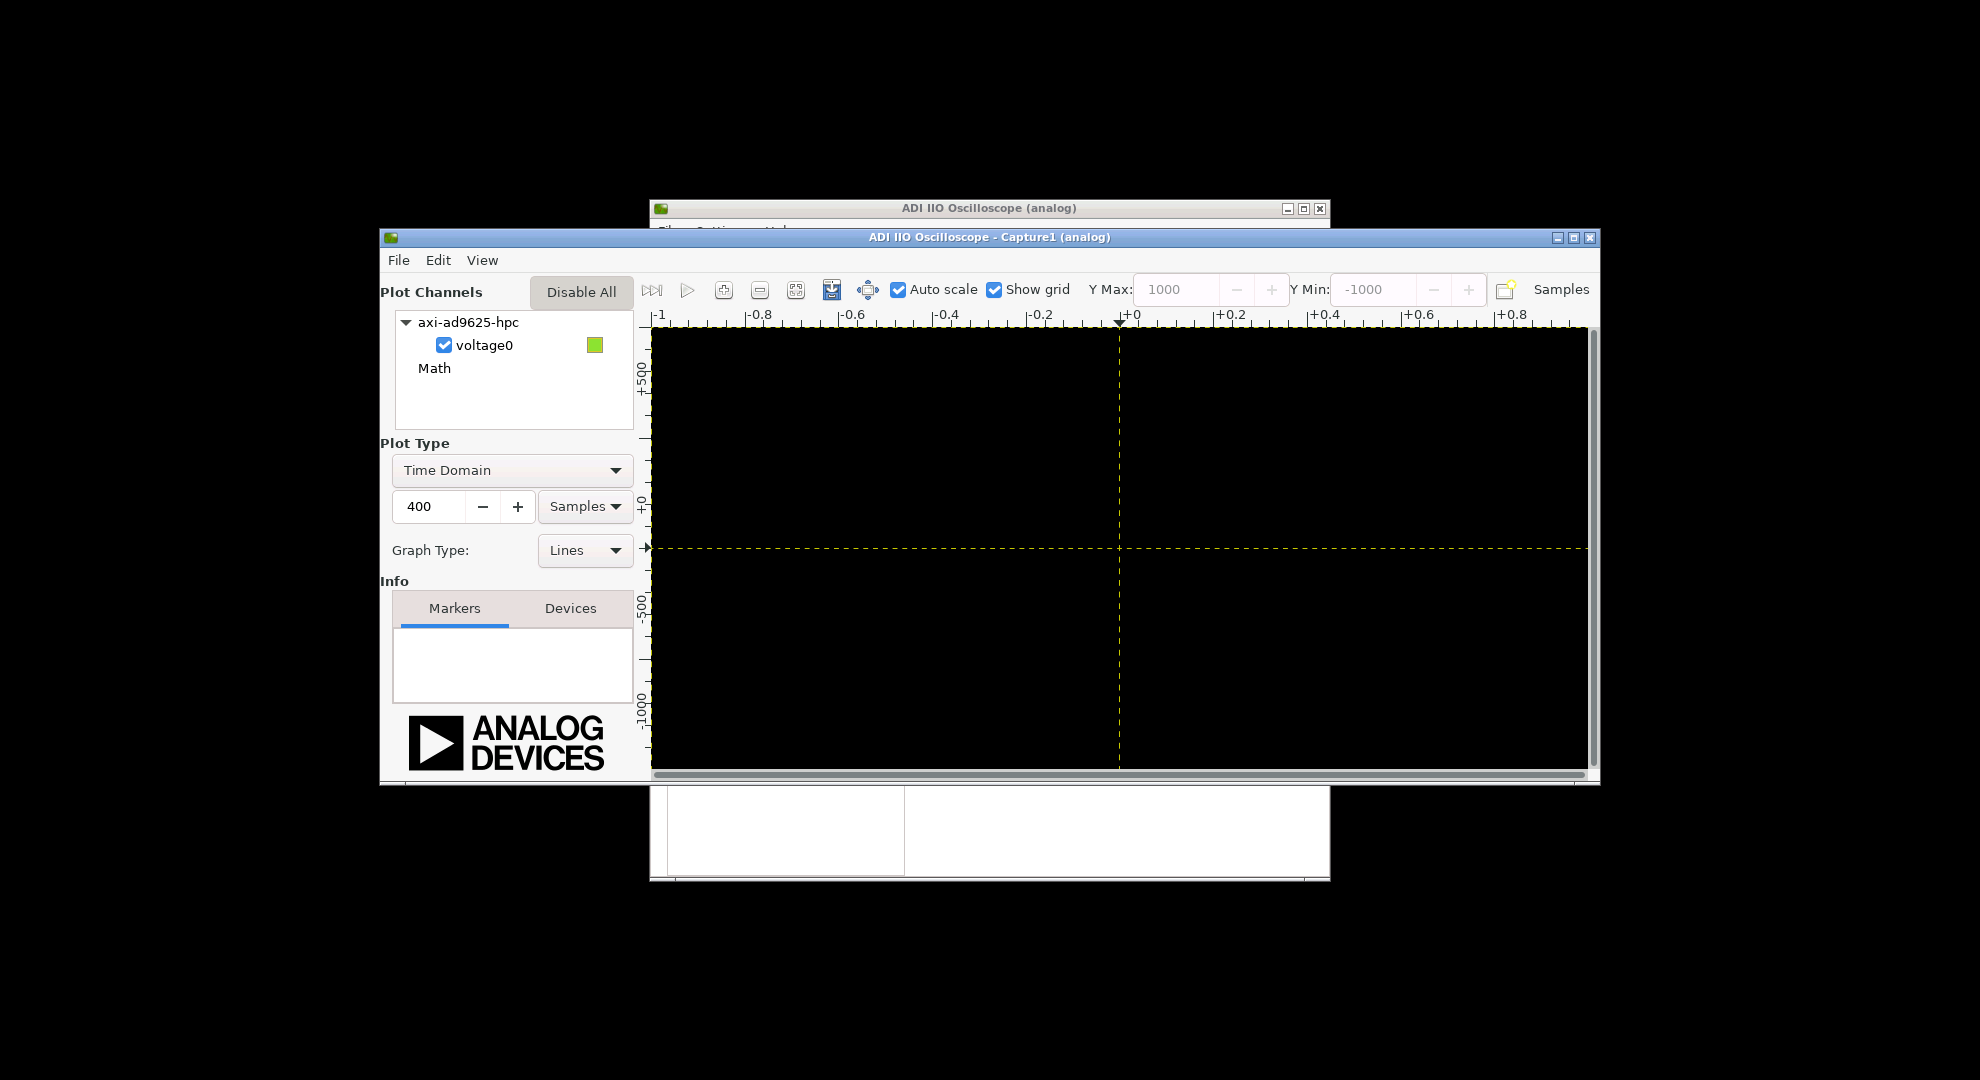 ADI IIO Oscilloscope (analog)
ADI IIO Oscilloscope - Capture1 (analog)
File Edit View
Plot Channels Disable All Auto scale Show grid Y Max: 1000 Y Min: -1000 Samples
-1 -0.8 -0.6 -0.4 -0.2 +0 +0.2 +0.4 +0.6 +0.8
axi-ad9625-hpc
voltage0
Math
+500
Plot Type
Time Domain
400 Samples
+0
Graph Type: Lines
Info
Markers Devices
-500
-1000
ANALOG
DEVICES